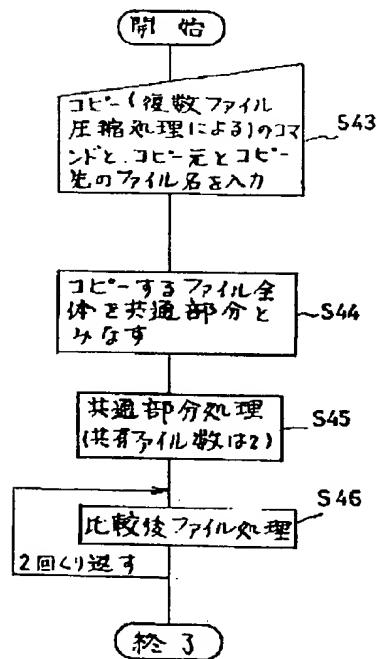 開始
コピー(復数ファイル
圧縮処理による)のコマ
ンドと、コピー元とコピー
先のファイル名を入力
S43
コピーするファイル全
体を共通部分と
みなす
S44
共通部分処理
(共有ファイル数は2)
S45
比較後ファイル処理
S46
2回くり返す
終了